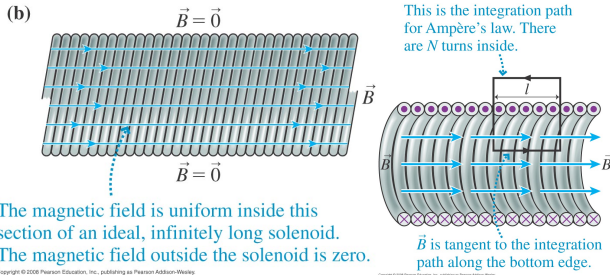 (b)
B = 0
B
B = 0
The magnetic field is uniform inside this
section of an ideal, infinitely long solenoid.
The magnetic field outside the solenoid is zero.
opyright © 2008 Pearson Education, Inc., publishing as Pearson Addison-Wesley.
This is the integration path
for Ampère's law. There
are N turns inside.
l
B
B
B is tangent to the integration
path along the bottom edge.